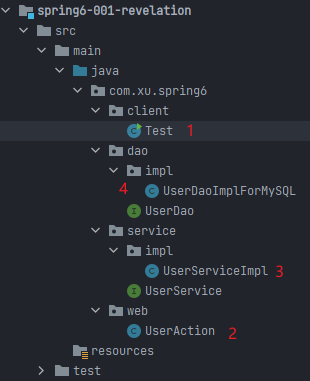 spring6-001-revelation
src
main
java
com.xu.spring6
client
Test 1
dao
impl
4 UserDaoImplForMySQL
UserDao
service
impl
UserServiceImpl 3
UserService
web
UserAction 2
resources
test